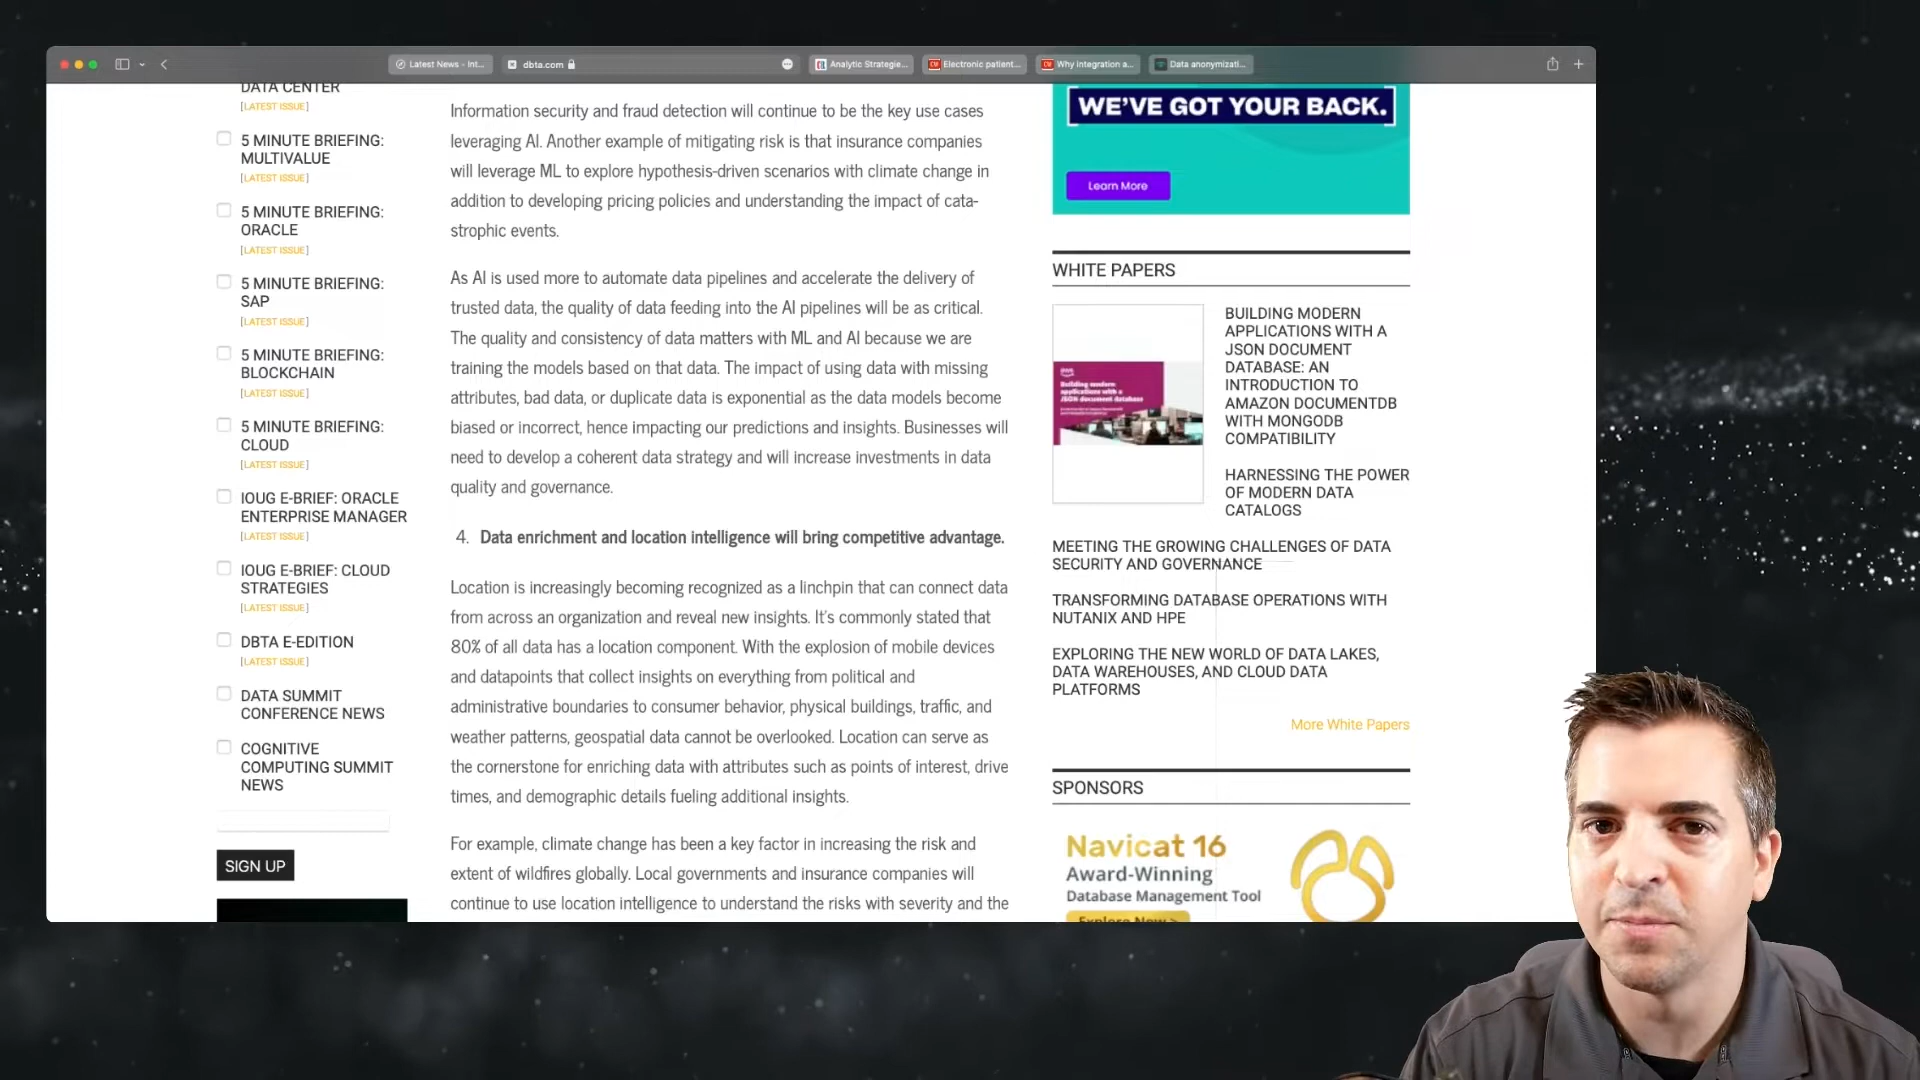 Latest News - Int...
dbta.com
Analytic Strategie...
Electronic patient...
Why integration a...
Data anonymizati...
DATA CENTER
[LATEST ISSUE]
5 MINUTE BRIEFING:
MULTIVALUE
[LATEST ISSUE]
5 MINUTE BRIEFING:
ORACLE
[LATEST ISSUE]
5 MINUTE BRIEFING:
SAP
[LATEST ISSUE]
5 MINUTE BRIEFING:
BLOCKCHAIN
[LATEST ISSUE]
5 MINUTE BRIEFING:
CLOUD
[LATEST ISSUE]
IOUG E-BRIEF: ORACLE
ENTERPRISE MANAGER
[LATEST ISSUE]
IOUG E-BRIEF: CLOUD
STRATEGIES
[LATEST ISSUE]
DBTA E-EDITION
[LATEST ISSUE]
DATA SUMMIT
CONFERENCE NEWS
COGNITIVE
COMPUTING SUMMIT
NEWS
SIGN UP
Information security and fraud detection will continue to be the key use cases
leveraging AI. Another example of mitigating risk is that insurance companies
will leverage ML to explore hypothesis-driven scenarios with climate change in
addition to developing pricing policies and understanding the impact of cata-
strophic events.
As AI is used more to automate data pipelines and accelerate the delivery of
trusted data, the quality of data feeding into the AI pipelines will be as critical.
The quality and consistency of data matters with ML and AI because we are
training the models based on that data. The impact of using data with missing
attributes, bad data, or duplicate data is exponential as the data models become
biased or incorrect, hence impacting our predictions and insights. Businesses will
need to develop a coherent data strategy and will increase investments in data
quality and governance.
4. Data enrichment and location intelligence will bring competitive advantage.
Location is increasingly becoming recognized as a linchpin that can connect data
from across an organization and reveal new insights. It's commonly stated that
80% of all data has a location component. With the explosion of mobile devices
and datapoints that collect insights on everything from political and
administrative boundaries to consumer behavior, physical buildings, traffic, and
weather patterns, geospatial data cannot be overlooked. Location can serve as
the cornerstone for enriching data with attributes such as points of interest, drive
times, and demographic details fueling additional insights.
For example, climate change has been a key factor in increasing the risk and
extent of wildfires globally. Local governments and insurance companies will
continue to use location intelligence to understand the risks with severity and the
WE'VE GOT YOUR BACK.
Learn More
WHITE PAPERS
aws
Building modern
applications with a
JSON document database
BUILDING MODERN
APPLICATIONS WITH A
JSON DOCUMENT
DATABASE: AN
INTRODUCTION TO
AMAZON DOCUMENTDB
WITH MONGODB
COMPATIBILITY
HARNESSING THE POWER
OF MODERN DATA
CATALOGS
MEETING THE GROWING CHALLENGES OF DATA
SECURITY AND GOVERNANCE
TRANSFORMING DATABASE OPERATIONS WITH
NUTANIX AND HPE
EXPLORING THE NEW WORLD OF DATA LAKES,
DATA WAREHOUSES, AND CLOUD DATA
PLATFORMS
More White Papers
SPONSORS
Navicat 16
Award-Winning
Database Management Tool
Explore Now >